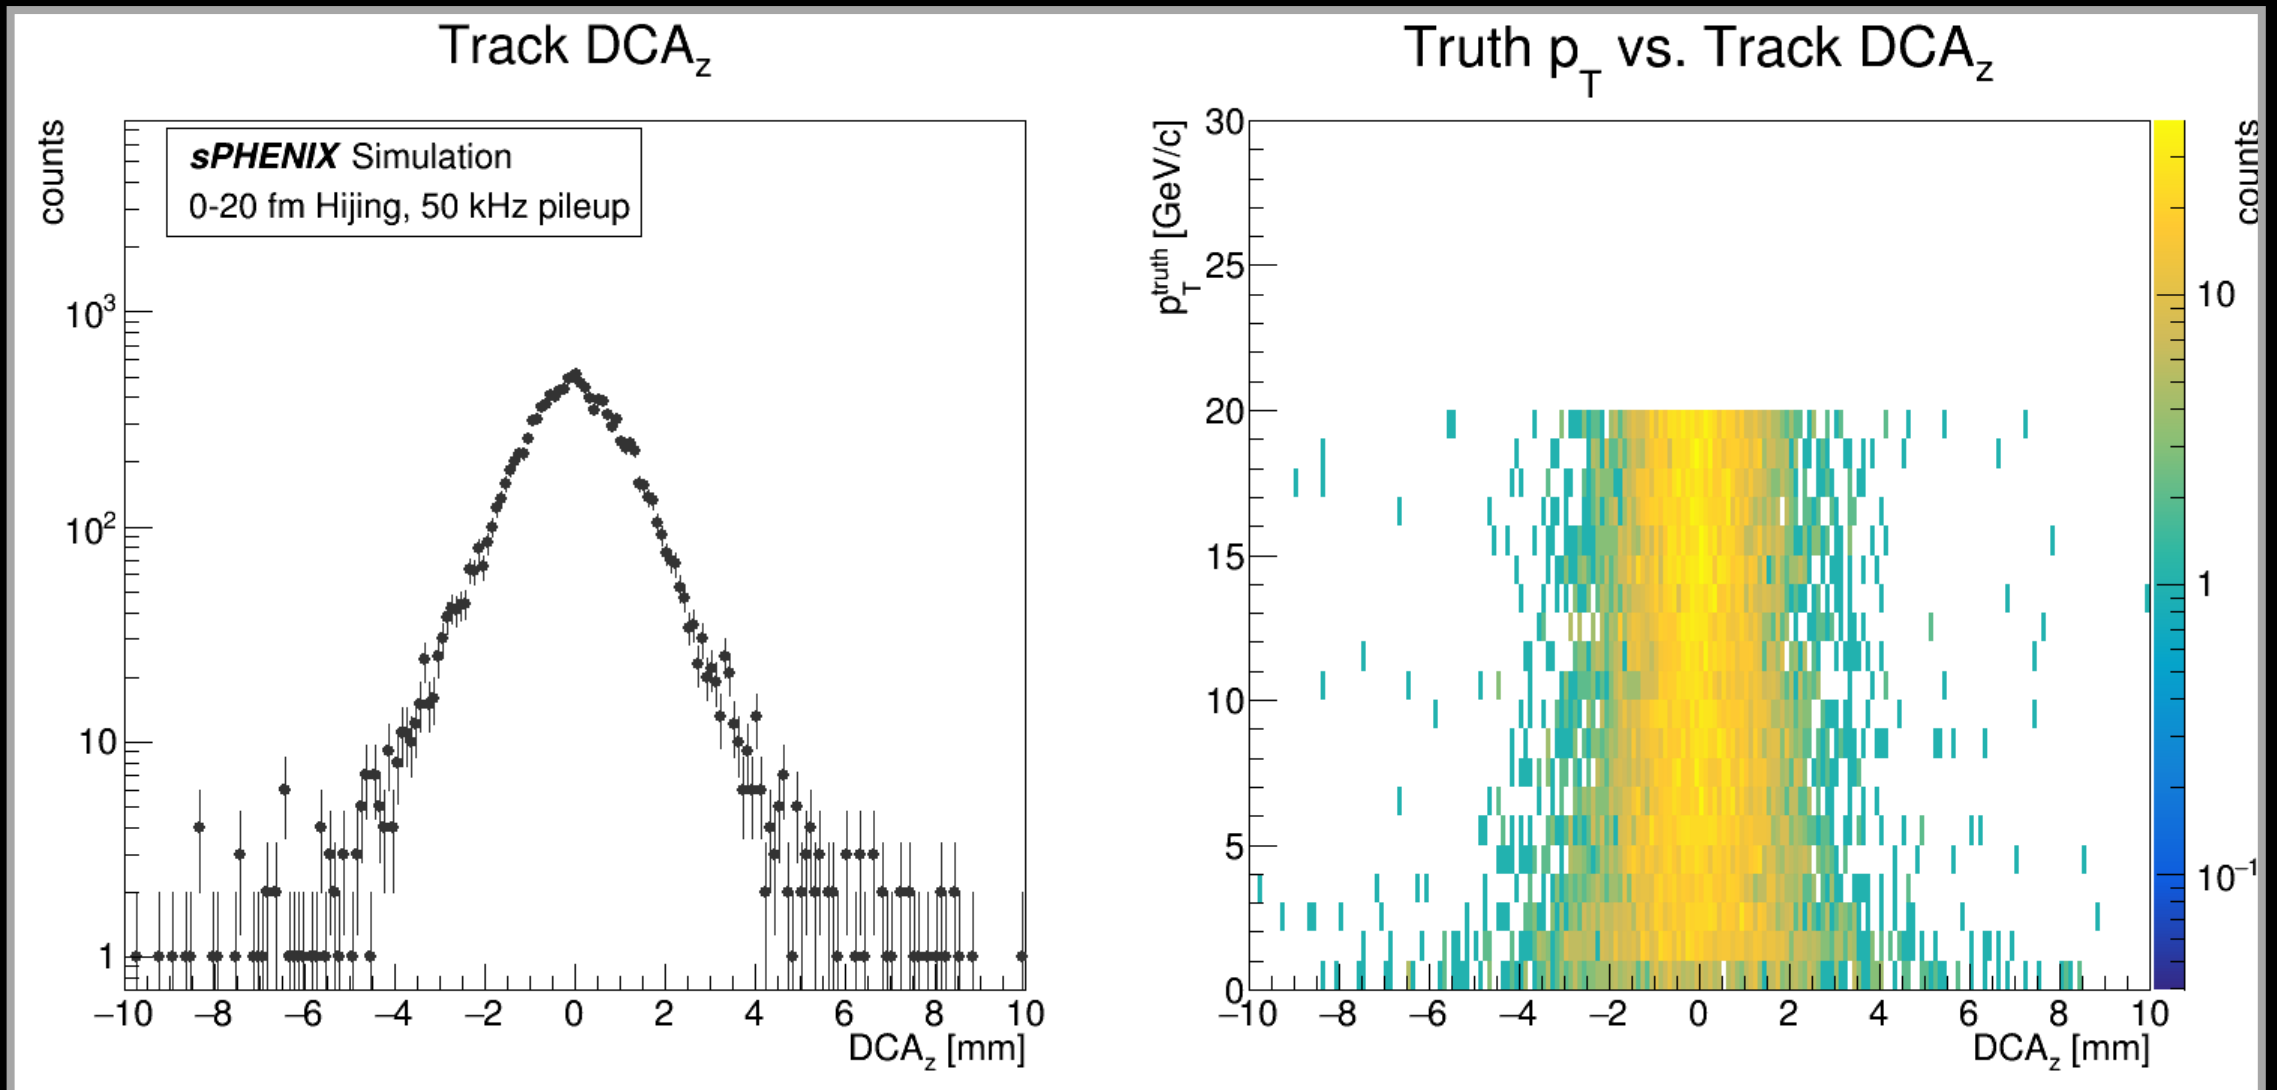 Track DCA_z
counts
sPHENIX Simulation
0-20 fm Hijing, 50 kHz pileup
10^3
10^2
10
1
−10 −8 −6 −4 −2 0 2 4 6 8 10
DCA_z [mm]
Truth p_T vs. Track DCA_z
p_T^truth [GeV/c]
30
25
20
15
10
5
0
−10 −8 −6 −4 −2 0 2 4 6 8 10
DCA_z [mm]
counts
10
1
10^−1